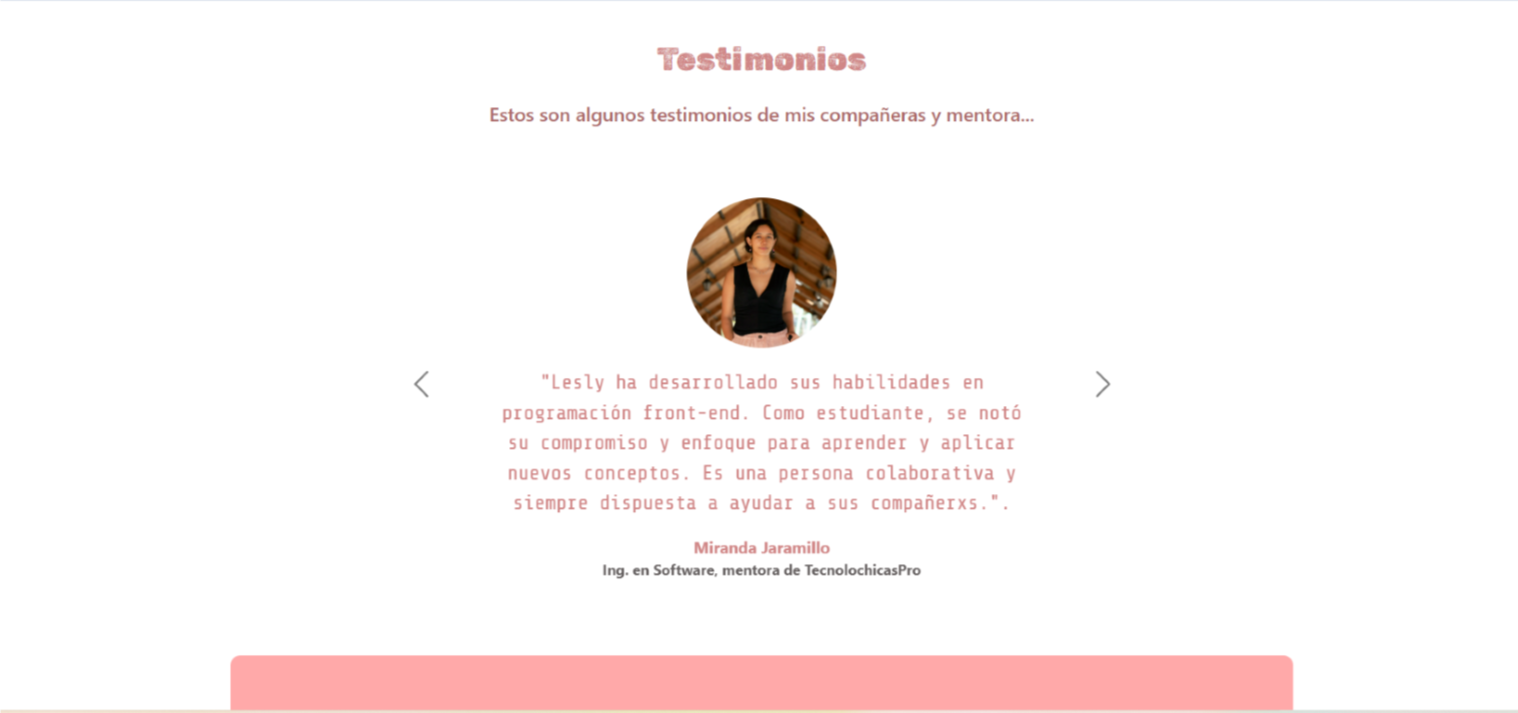 Testimonios
Estos son algunos testimonios de mis compañeras y mentora...
"Lesly ha desarrollado sus habilidades en
programación front-end. Como estudiante, se notó
su compromiso y enfoque para aprender y aplicar
nuevos conceptos. Es una persona colaborativa y
siempre dispuesta a ayudar a sus compañerxs.".
Miranda Jaramillo
Ing. en Software, mentora de TecnolochicasPro